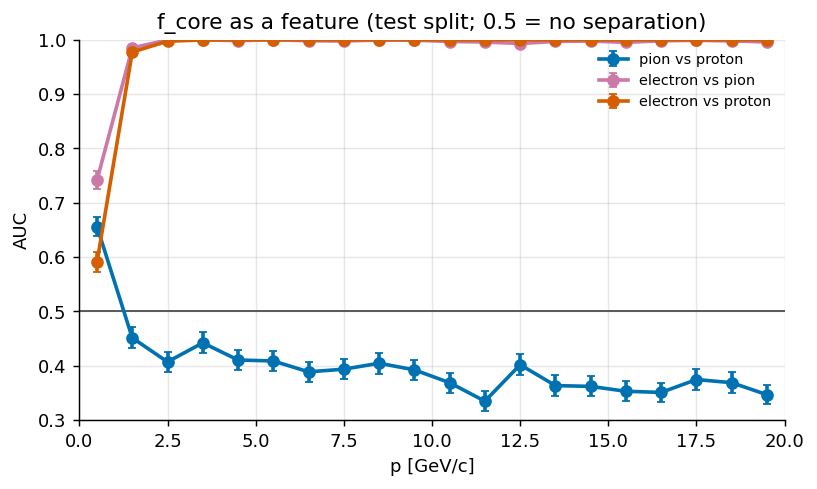 f_core as a feature (test split; 0.5 = no separation)
1.0
0.9
0.8
0.7
0.6
0.5
0.4
0.3
AUC
pion vs proton
electron vs pion
electron vs proton
0.0 2.5 5.0 7.5 10.0 12.5 15.0 17.5 20.0
p [GeV/c]